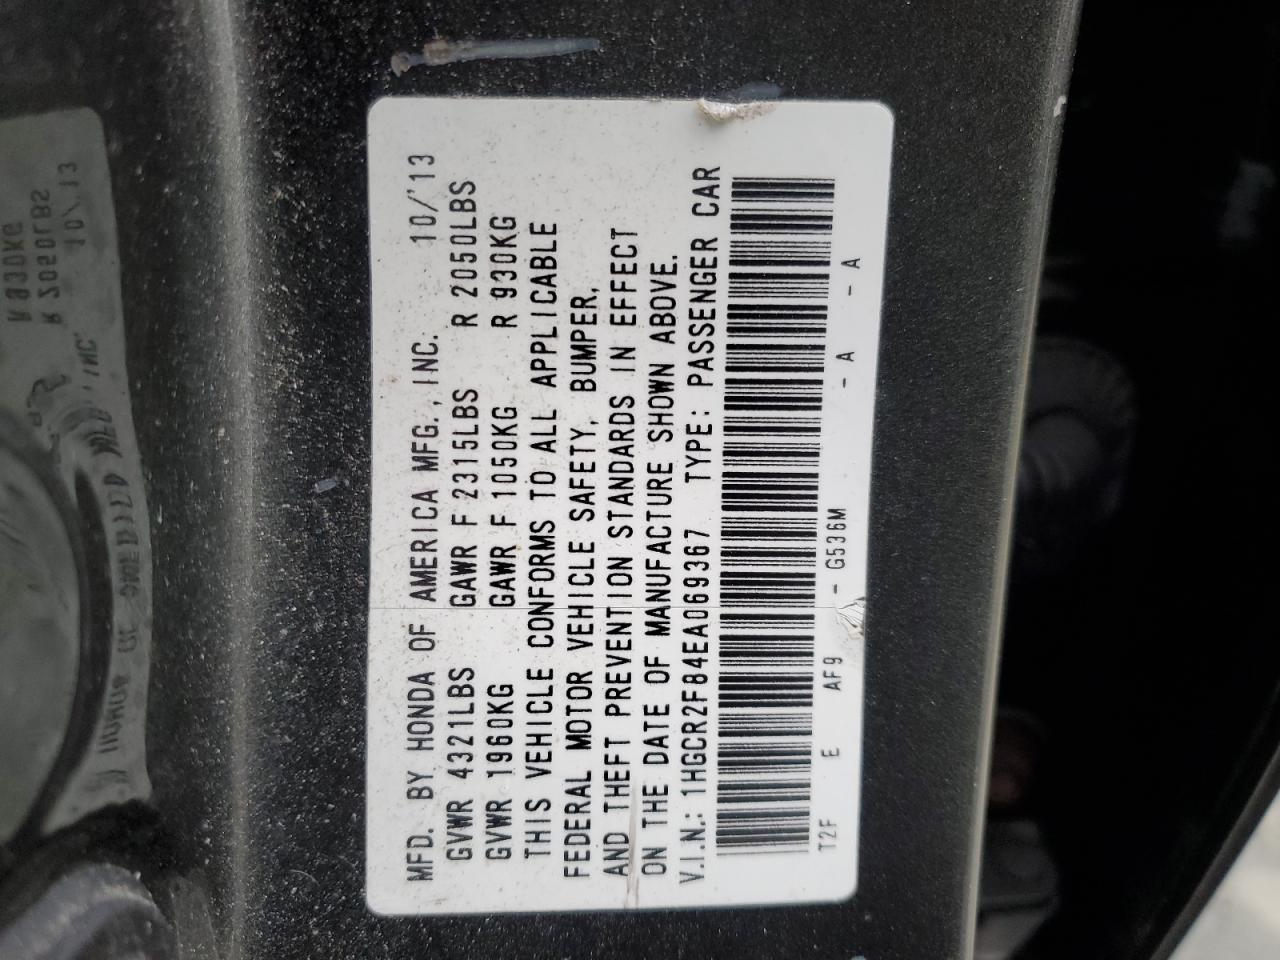 MFD. BY HONDA OF AMERICA MFG., INC. 10/'13
GVWR 4321LBS GAWR F 2315LBS R 2050LBS
GVWR 1960KG GAWR F 1050KG R 930KG
THIS VEHICLE CONFORMS TO ALL APPLICABLE
FEDERAL MOTOR VEHICLE SAFETY, BUMPER,
AND THEFT PREVENTION STANDARDS IN EFFECT
ON THE DATE OF MANUFACTURE SHOWN ABOVE.
V.I.N.: 1HGCR2F84EA069367 TYPE: PASSENGER CAR
T2F E AF9 - G536M - A - A